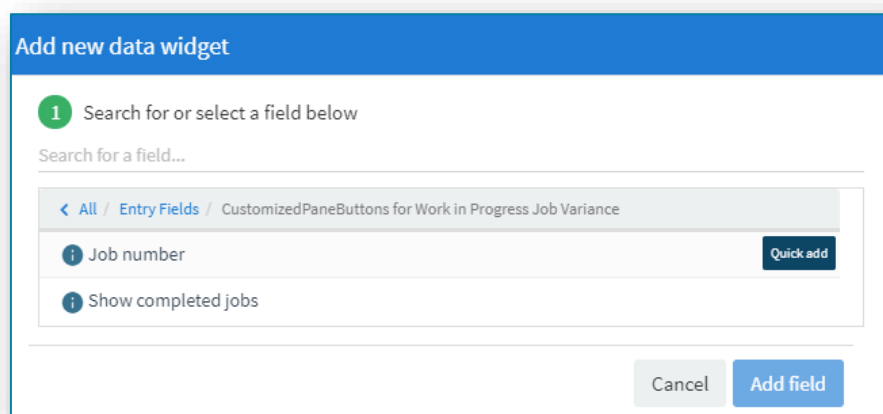 Add new data widget
1 Search for or select a field below
Search for a field...
All / Entry Fields / CustomizedPaneButtons for Work in Progress Job Variance
i Job number Quick add
i Show completed jobs
Cancel Add field